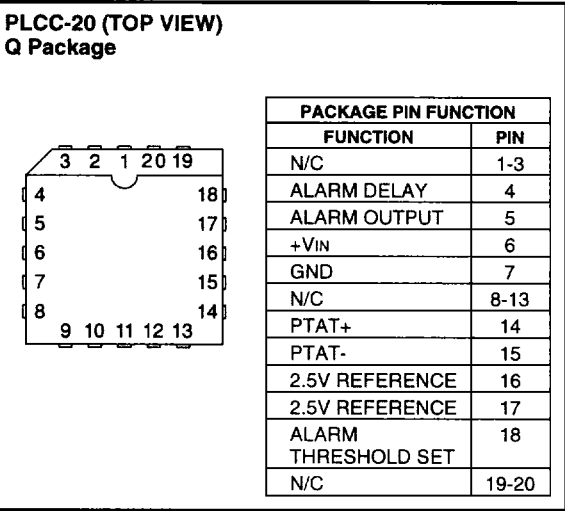 PLCC-20 (TOP VIEW)
Q Package
3 2 1 20 19
4 18
5 17
6 16
7 15
8 14
9 10 11 12 13
PACKAGE PIN FUNCTION
FUNCTION PIN
N/C 1-3
ALARM DELAY 4
ALARM OUTPUT 5
+VIN 6
GND 7
N/C 8-13
PTAT+ 14
PTAT- 15
2.5V REFERENCE 16
2.5V REFERENCE 17
ALARM 18
THRESHOLD SET
N/C 19-20